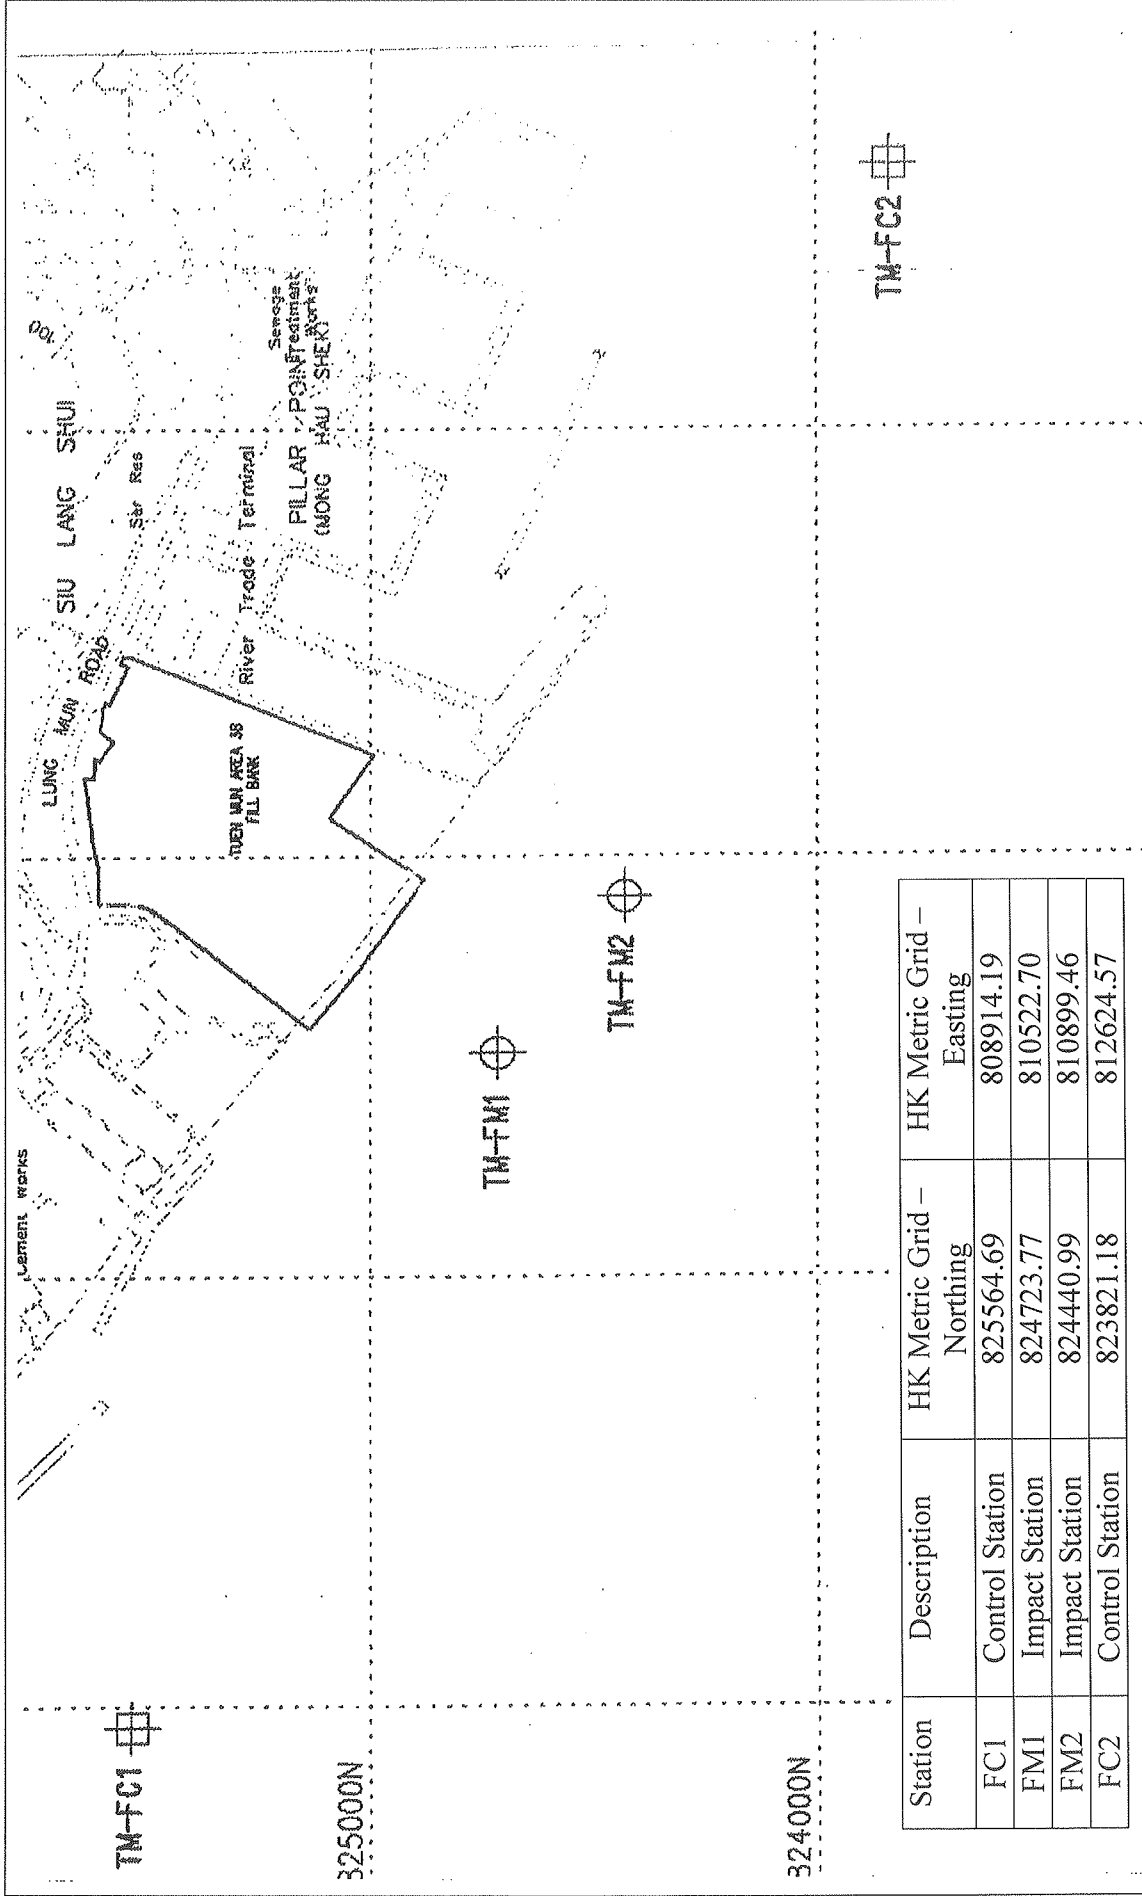 Cement works
LUNG MUN ROAD
SIU LANG SHUI
Ser Res
TUEN MUN AREA 38
FILL BANK
River Trade Terminal
Sewage
Treatment
Works
PILLAR POINT
(MONG HAU SHEK)
TM-FC1
325000N
TM-FM1
TM-FM2
TM-FC2
324000N
Station Description HK Metric Grid – Northing HK Metric Grid – Easting
FC1 Control Station 825564.69 808914.19
FM1 Impact Station 824723.77 810522.70
FM2 Impact Station 824440.99 810899.46
FC2 Control Station 823821.18 812624.57